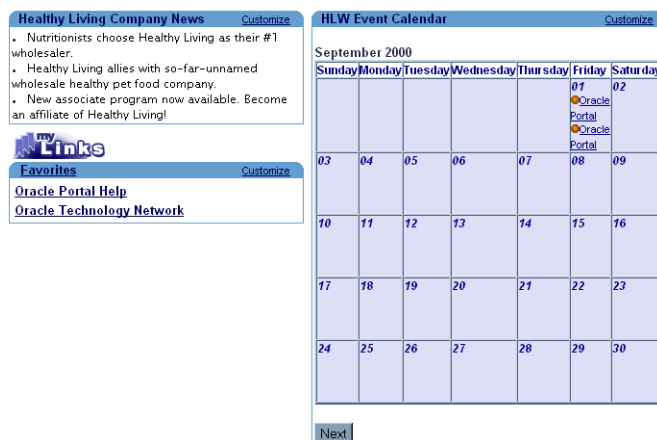 Healthy Living Company News Customize
. Nutritionists choose Healthy Living as their #1
wholesaler.
. Healthy Living allies with so-far-unnamed
wholesale healthy pet food company.
. New associate program now available. Become
an affiliate of Healthy Living!
my
Links
Favorites Customize
Oracle Portal Help
Oracle Technology Network
HLW Event Calendar Customize
September 2000
Sunday Monday Tuesday Wednesday Thursday Friday Saturday
01 02
Oracle
Portal
Oracle
Portal
03 04 05 06 07 08 09
10 11 12 13 14 15 16
17 18 19 20 21 22 23
24 25 26 27 28 29 30
Next